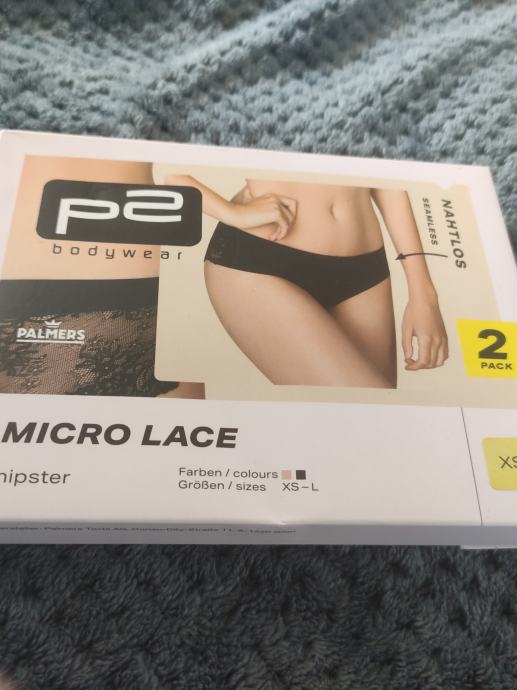 p2
bodywear
PALMERS
NAHTLOS
SEAMLESS
2
PACK
MICRO LACE
hipster
Farben / colours
Größen / sizes XS – L
XS